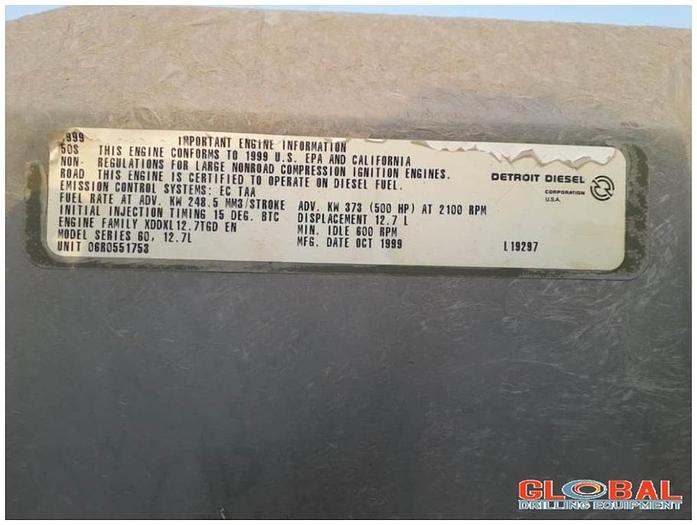 1999 IMPORTANT ENGINE INFORMATION
50S THIS ENGINE CONFORMS TO 1999 U.S. EPA AND CALIFORNIA
NON- REGULATIONS FOR LARGE NONROAD COMPRESSION IGNITION ENGINES.
ROAD THIS ENGINE IS CERTIFIED TO OPERATE ON DIESEL FUEL.
EMISSION CONTROL SYSTEMS: EC TAA
FUEL RATE AT ADV. KW 248.5 MM3/STROKE ADV. KW 373 (500 HP) AT 2100 RPM
INITIAL INJECTION TIMING 15 DEG. BTC DISPLACEMENT 12.7 L
ENGINE FAMILY XDDXL12.7TGD EN MIN. IDLE 600 RPM
MODEL SERIES 60, 12.7L MFG. DATE OCT 1999
UNIT 06R0551753 L19297
DETROIT DIESEL
CORPORATION
U.S.A.
GLOBAL
DRILLING EQUIPMENT